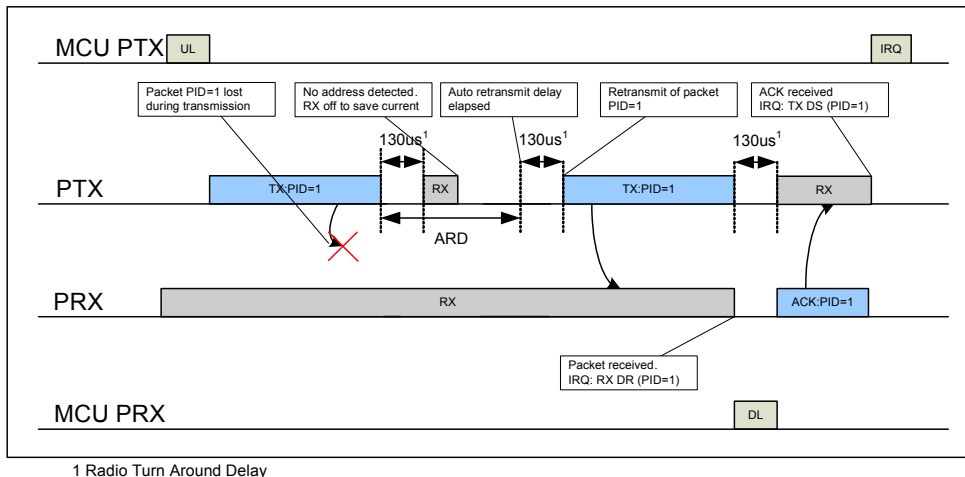 MCU PTX
UL
IRQ
Packet PID=1 lost
during transmission
No address detected.
RX off to save current
Auto retransmit delay
elapsed
Retransmit of packet
PID=1
ACK received
IRQ: TX DS (PID=1)
130us1
130us1
130us1
PTX
TX:PID=1
RX
TX:PID=1
RX
ARD
PRX
RX
ACK:PID=1
Packet received.
IRQ: RX DR (PID=1)
MCU PRX
DL
1 Radio Turn Around Delay